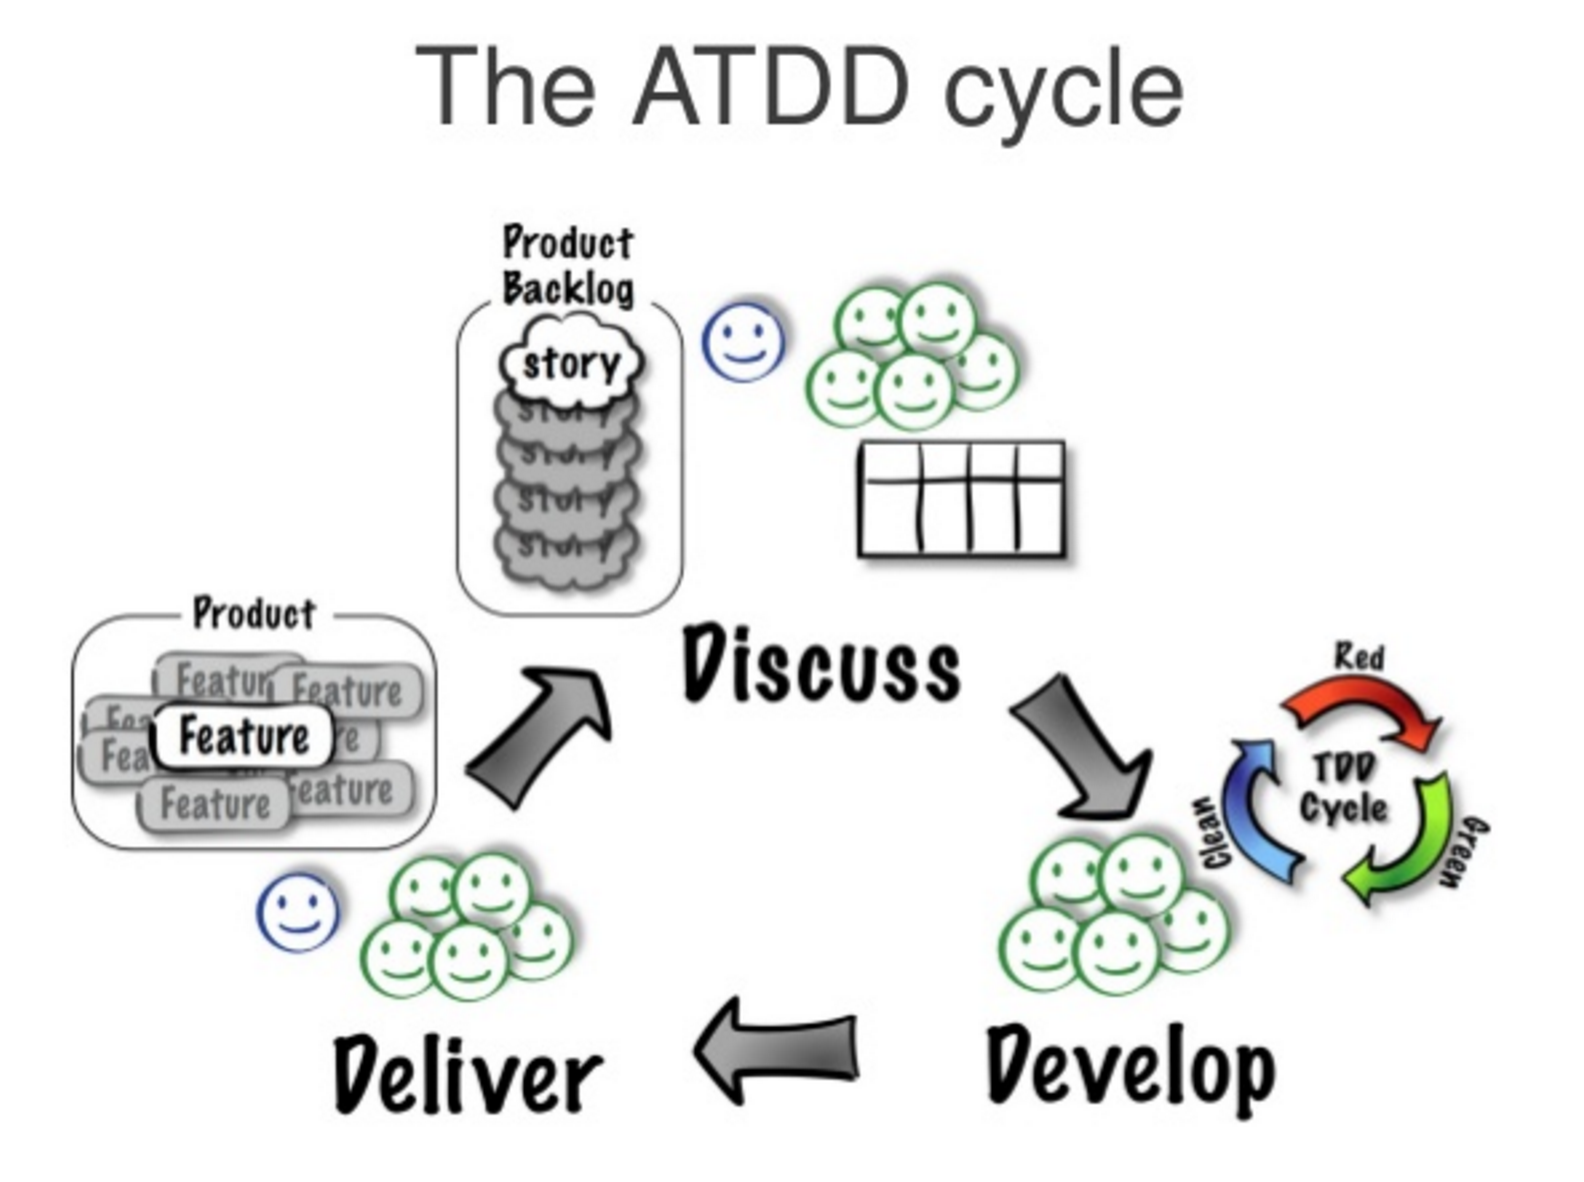 The ATDD cycle
Product
Backlog
story
story
story
story
story
Discuss
Product
Featur
Feature
Fea
Feature
re
Fea
Feature
eature
Red
TDD
Cycle
Clean
Green
Deliver
Develop